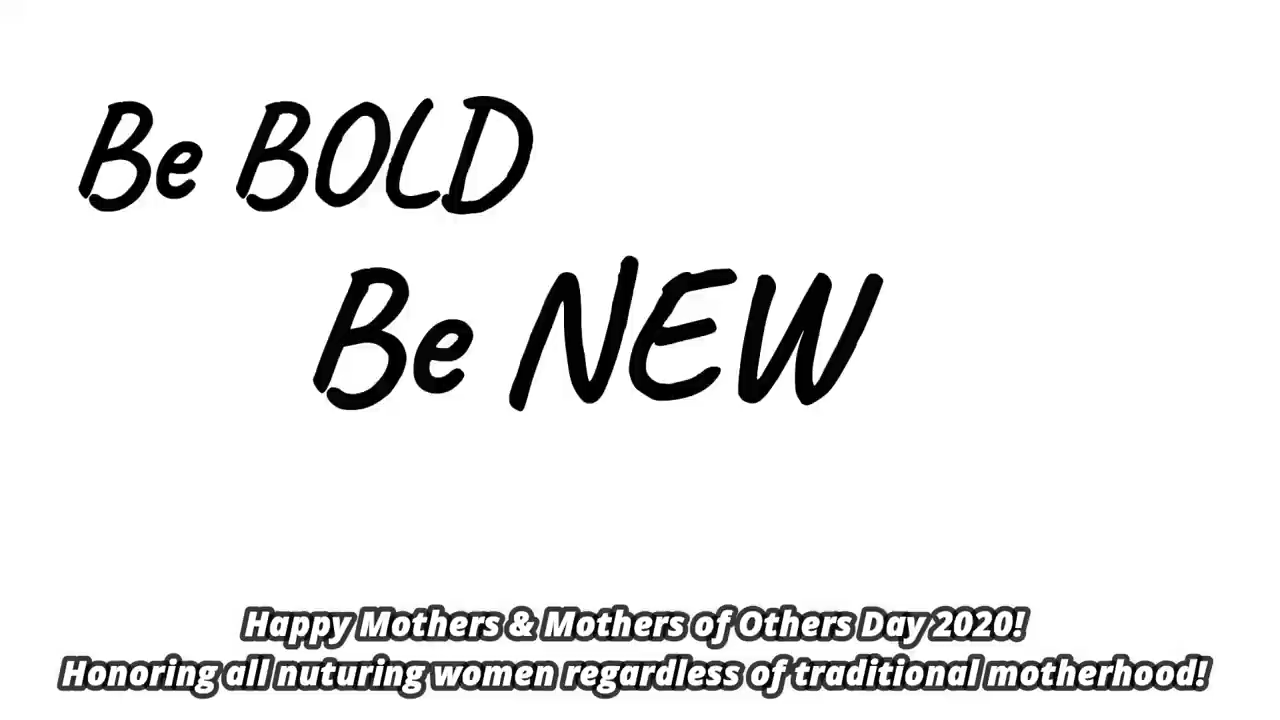 Be BOLD
Be NEW
Happy Mothers & Mothers of Others Day 2020!
Honoring all nuturing women regardless of traditional motherhood!